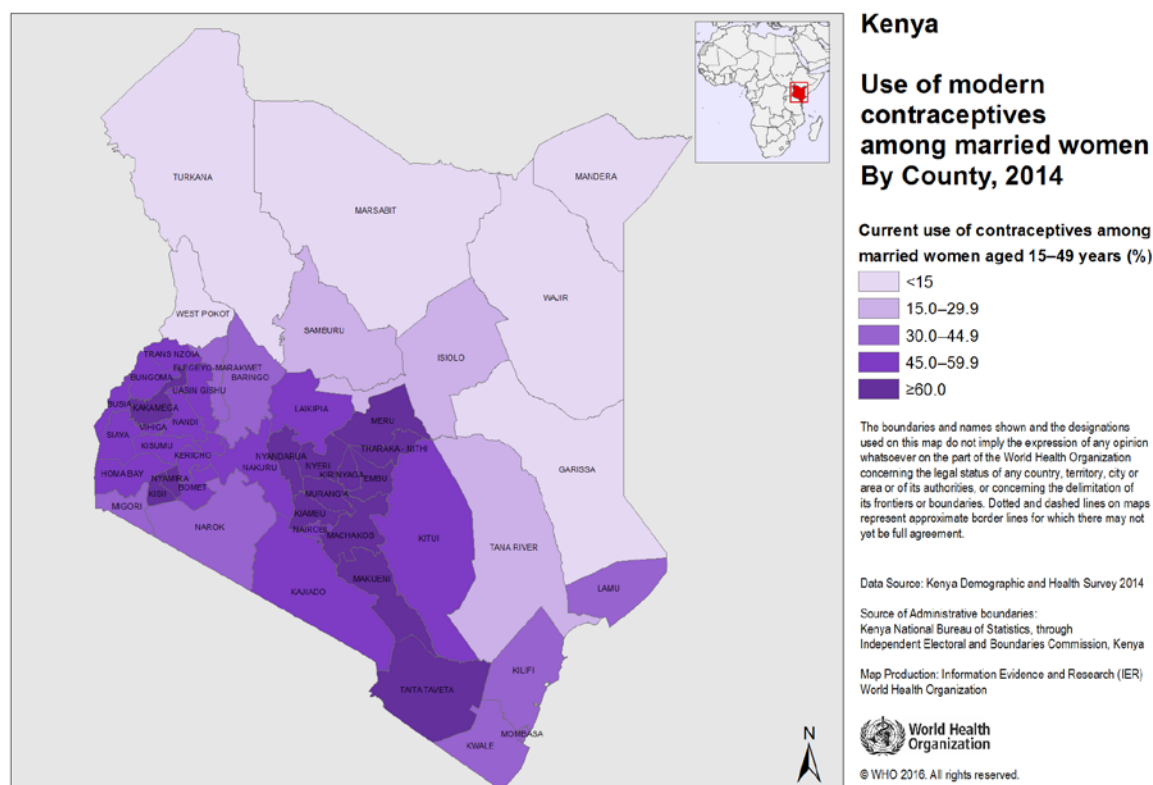 Kenya
Use of modern
contraceptives
among married women
By County, 2014
Current use of contraceptives among
married women aged 15–49 years (%)
<15
15.0–29.9
30.0–44.9
45.0–59.9
≥60.0
The boundaries and names shown and the designations
used on this map do not imply the expression of any opinion
whatsoever on the part of the World Health Organization
concerning the legal status of any country, territory, city or
area or of its authorities, or concerning the delimitation of
its frontiers or boundaries. Dotted and dashed lines on maps
represent approximate border lines for which there may not
yet be full agreement.
Data Source: Kenya Demographic and Health Survey 2014
Source of Administrative boundaries:
Kenya National Bureau of Statistics, through
Independent Electoral and Boundaries Commission, Kenya
Map Production: Information Evidence and Research (IER)
World Health Organization
World Health
Organization
© WHO 2016. All rights reserved.
TURKANA
MANDERA
MARSABIT
WAJIR
WEST POKOT
SAMBURU
ISIOLO
TRANS NZOIA
ELEGEYO-MARAKWET
BUNGOMA
BARINGO
UASIN GISHU
BUSIA
KAKAMEGA
LAIKIPIA
MERU
VIHIGA
NANDI
SIAYA
KISUMU
THARAKA - NITHI
KERICHO
NYANDARUA
NYERI
GARISSA
HOMA BAY
NYAMIRA
NAKURU
KIRINYAGA
EMBU
KISII
BOMET
MURANG'A
MIGORI
KIAMBU
NAROK
NAIROBI
MACHAKOS
KITUI
TANA RIVER
MAKUENI
KAJIADO
LAMU
KILIFI
TAITA TAVETA
MOMBASA
KWALE
N